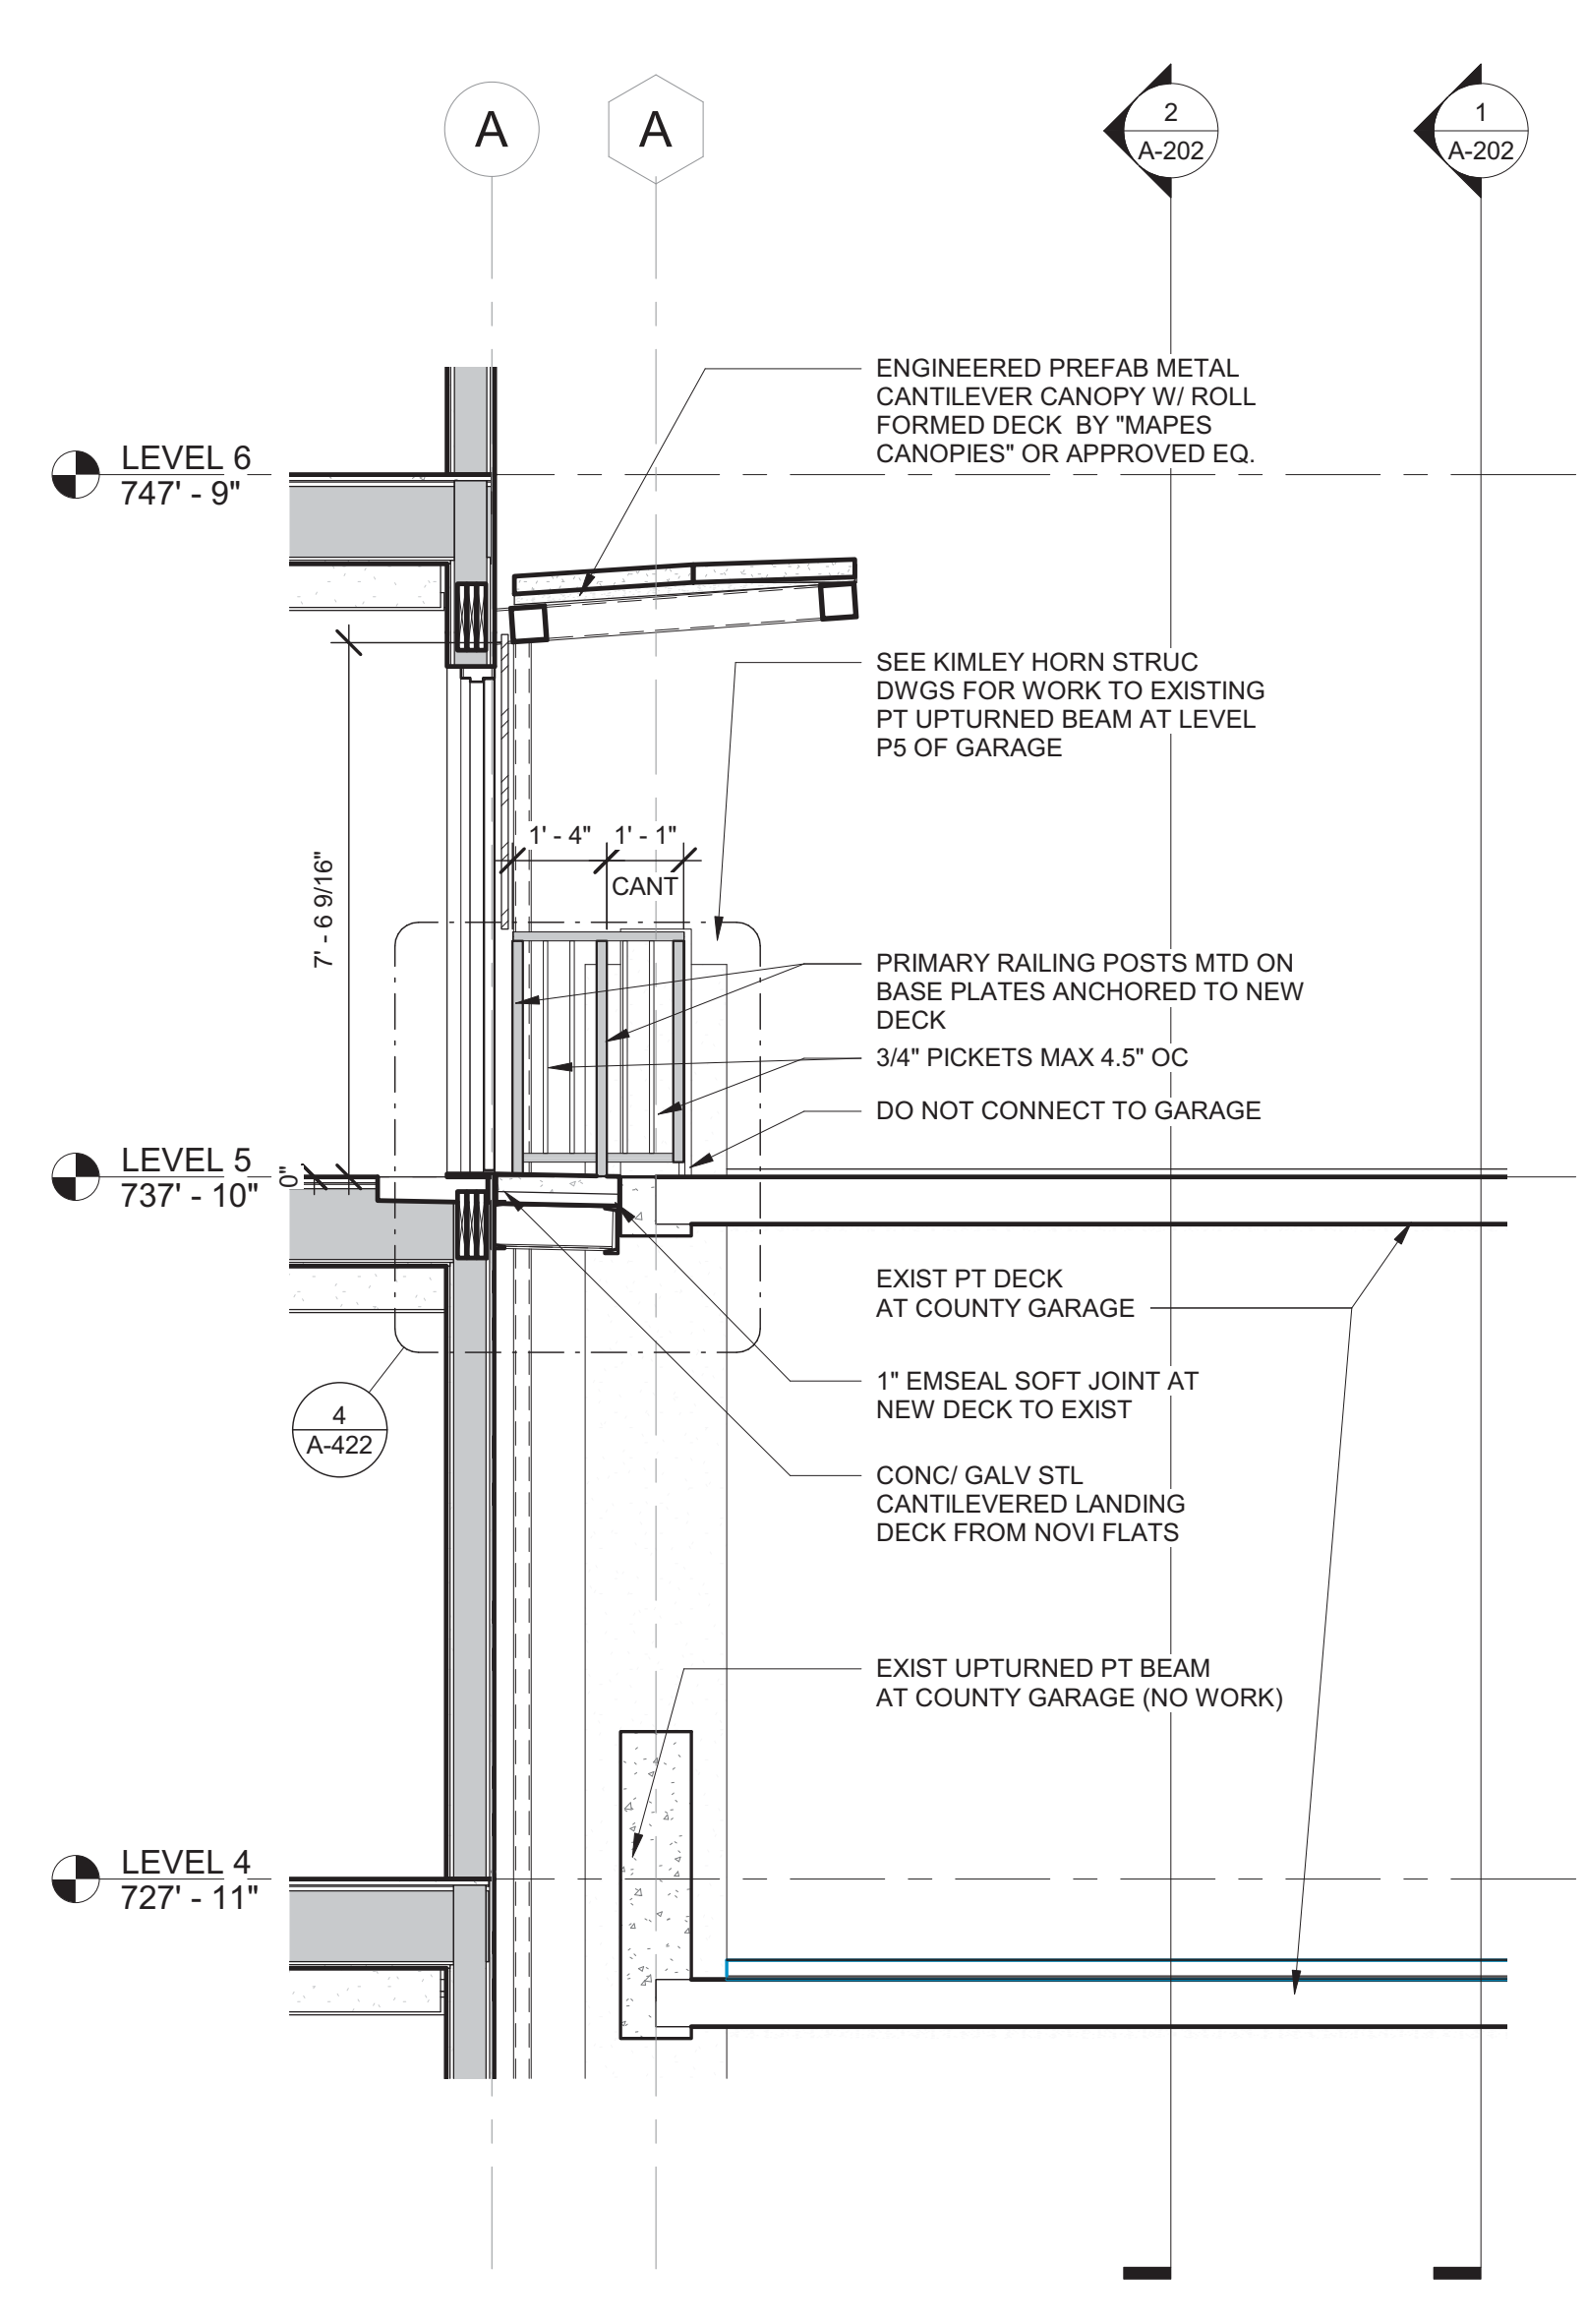 A
A
2
A-202
1
A-202
ENGINEERED PREFAB METAL
CANTILEVER CANOPY W/ ROLL
FORMED DECK BY "MAPES
CANOPIES" OR APPROVED EQ.
LEVEL 6
747' - 9"
SEE KIMLEY HORN STRUC
DWGS FOR WORK TO EXISTING
PT UPTURNED BEAM AT LEVEL
P5 OF GARAGE
1' - 4"
1' - 1"
CANT
7' - 6 9/16"
PRIMARY RAILING POSTS MTD ON
BASE PLATES ANCHORED TO NEW
DECK
3/4" PICKETS MAX 4.5" OC
DO NOT CONNECT TO GARAGE
LEVEL 5
737' - 10"
0"
EXIST PT DECK
AT COUNTY GARAGE
1" EMSEAL SOFT JOINT AT
NEW DECK TO EXIST
4
A-422
CONC/ GALV STL
CANTILEVERED LANDING
DECK FROM NOVI FLATS
EXIST UPTURNED PT BEAM
AT COUNTY GARAGE (NO WORK)
LEVEL 4
727' - 11"